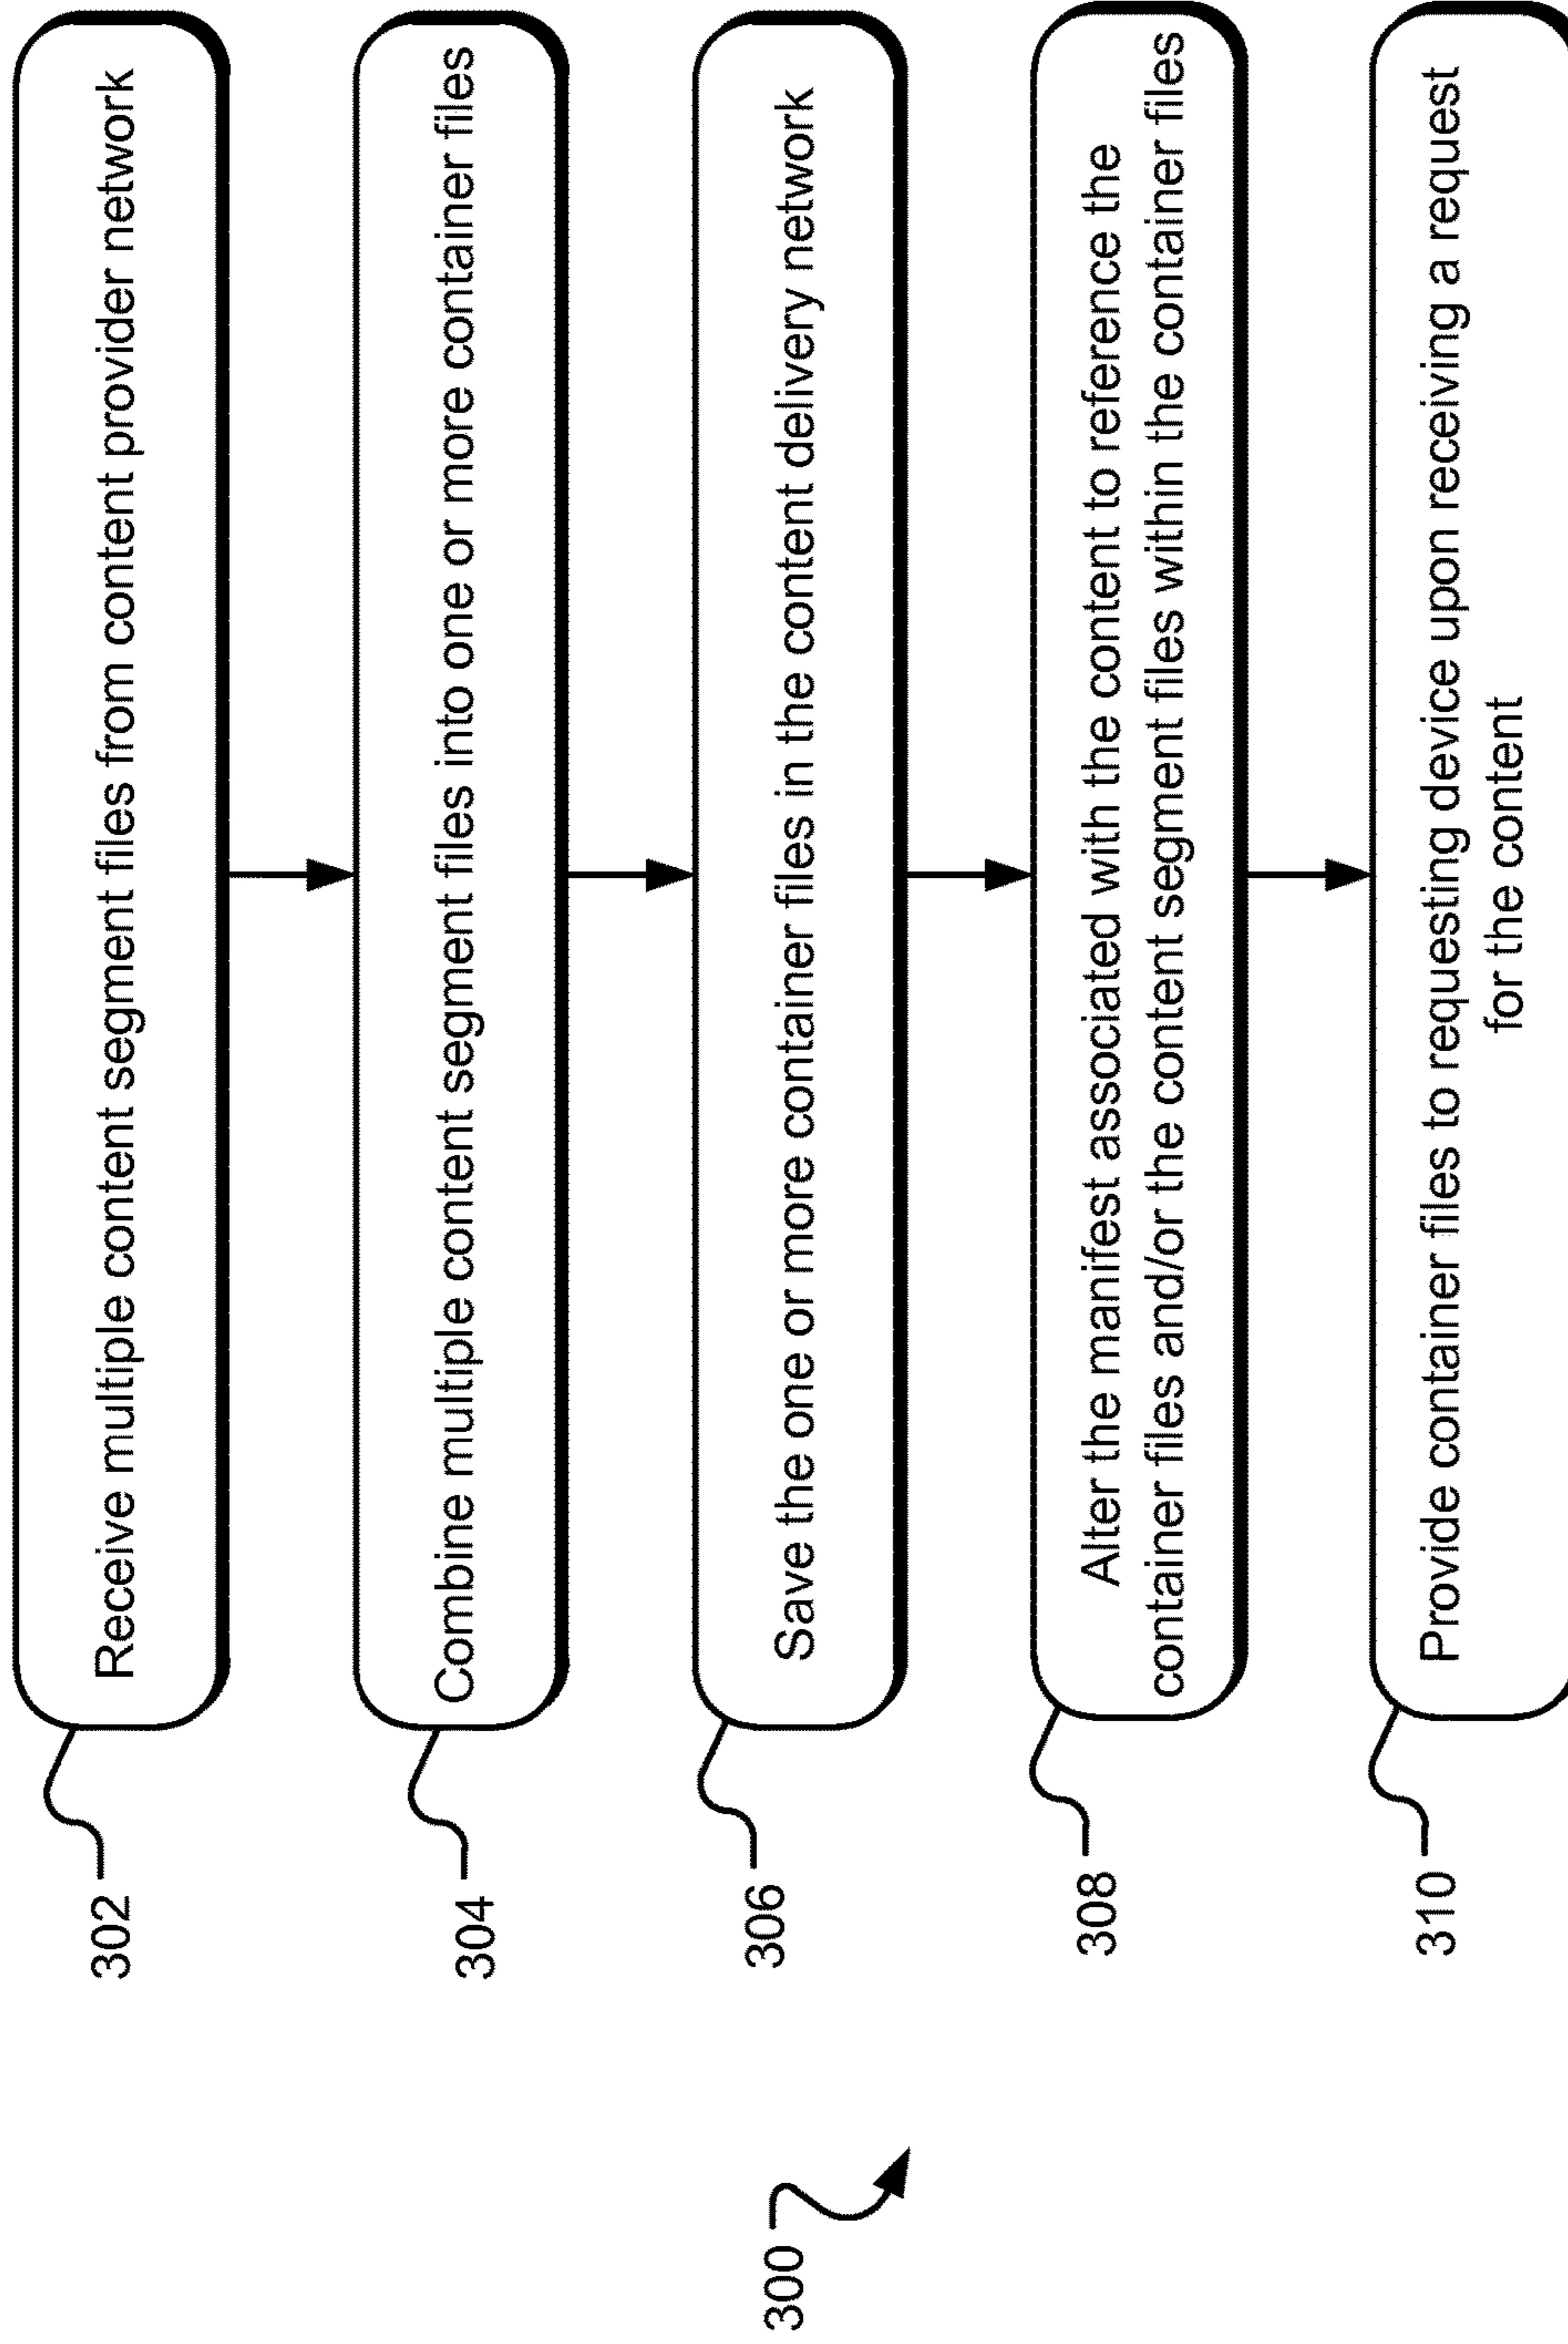 300
302
Receive multiple content segment files from content provider network
304
Combine multiple content segment files into one or more container files
306
Save the one or more container files in the content delivery network
308
Alter the manifest associated with the content to reference the
container files and/or the content segment files within the container files
310
Provide container files to requesting device upon receiving a request
for the content